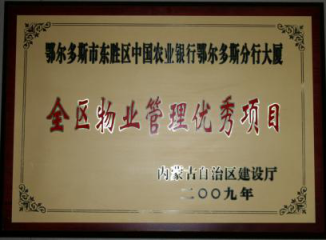 鄂尔多斯市东胜区中国农业银行鄂尔多斯分行大厦
全区物业管理优秀项目
内蒙古自治区建设厅
二〇〇九年